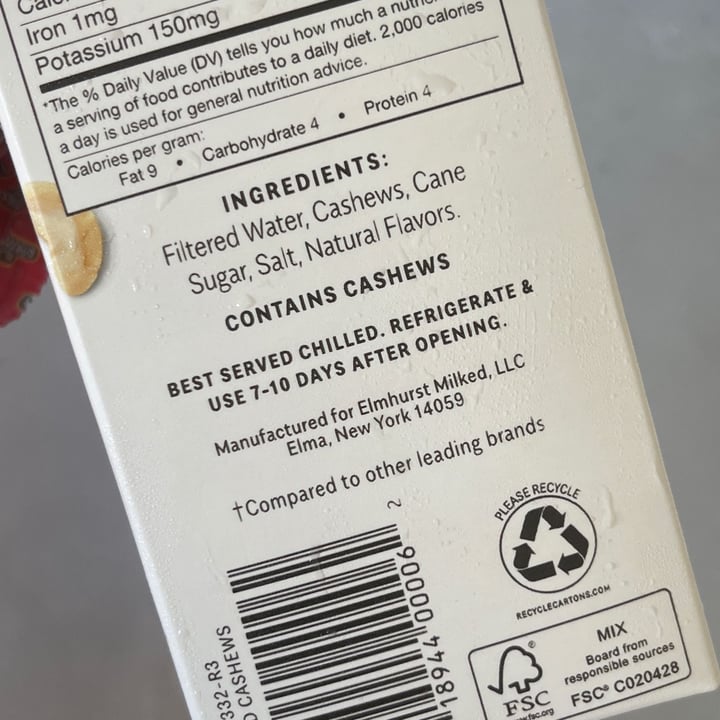 Iron 1mg
Potassium 150mg
*The % Daily Value (DV) tells you how much a
a serving of food contributes to a daily diet. 2,000 calories
a day is used for general nutrition advice.
Calories per gram:
Fat 9 • Carbohydrate 4 • Protein 4
INGREDIENTS:
Filtered Water, Cashews, Cane
Sugar, Salt, Natural Flavors.
CONTAINS CASHEWS
BEST SERVED CHILLED. REFRIGERATE &
USE 7-10 DAYS AFTER OPENING.
Manufactured for Elmhurst Milked, LLC
Elma, New York 14059
†Compared to other leading brands
PLEASE RECYCLE
RECYCLECARTONS.COM
332-R3
CASHEWS
18944 00006 2
FSC
MIX
Board from
responsible sources
FSC® C020428